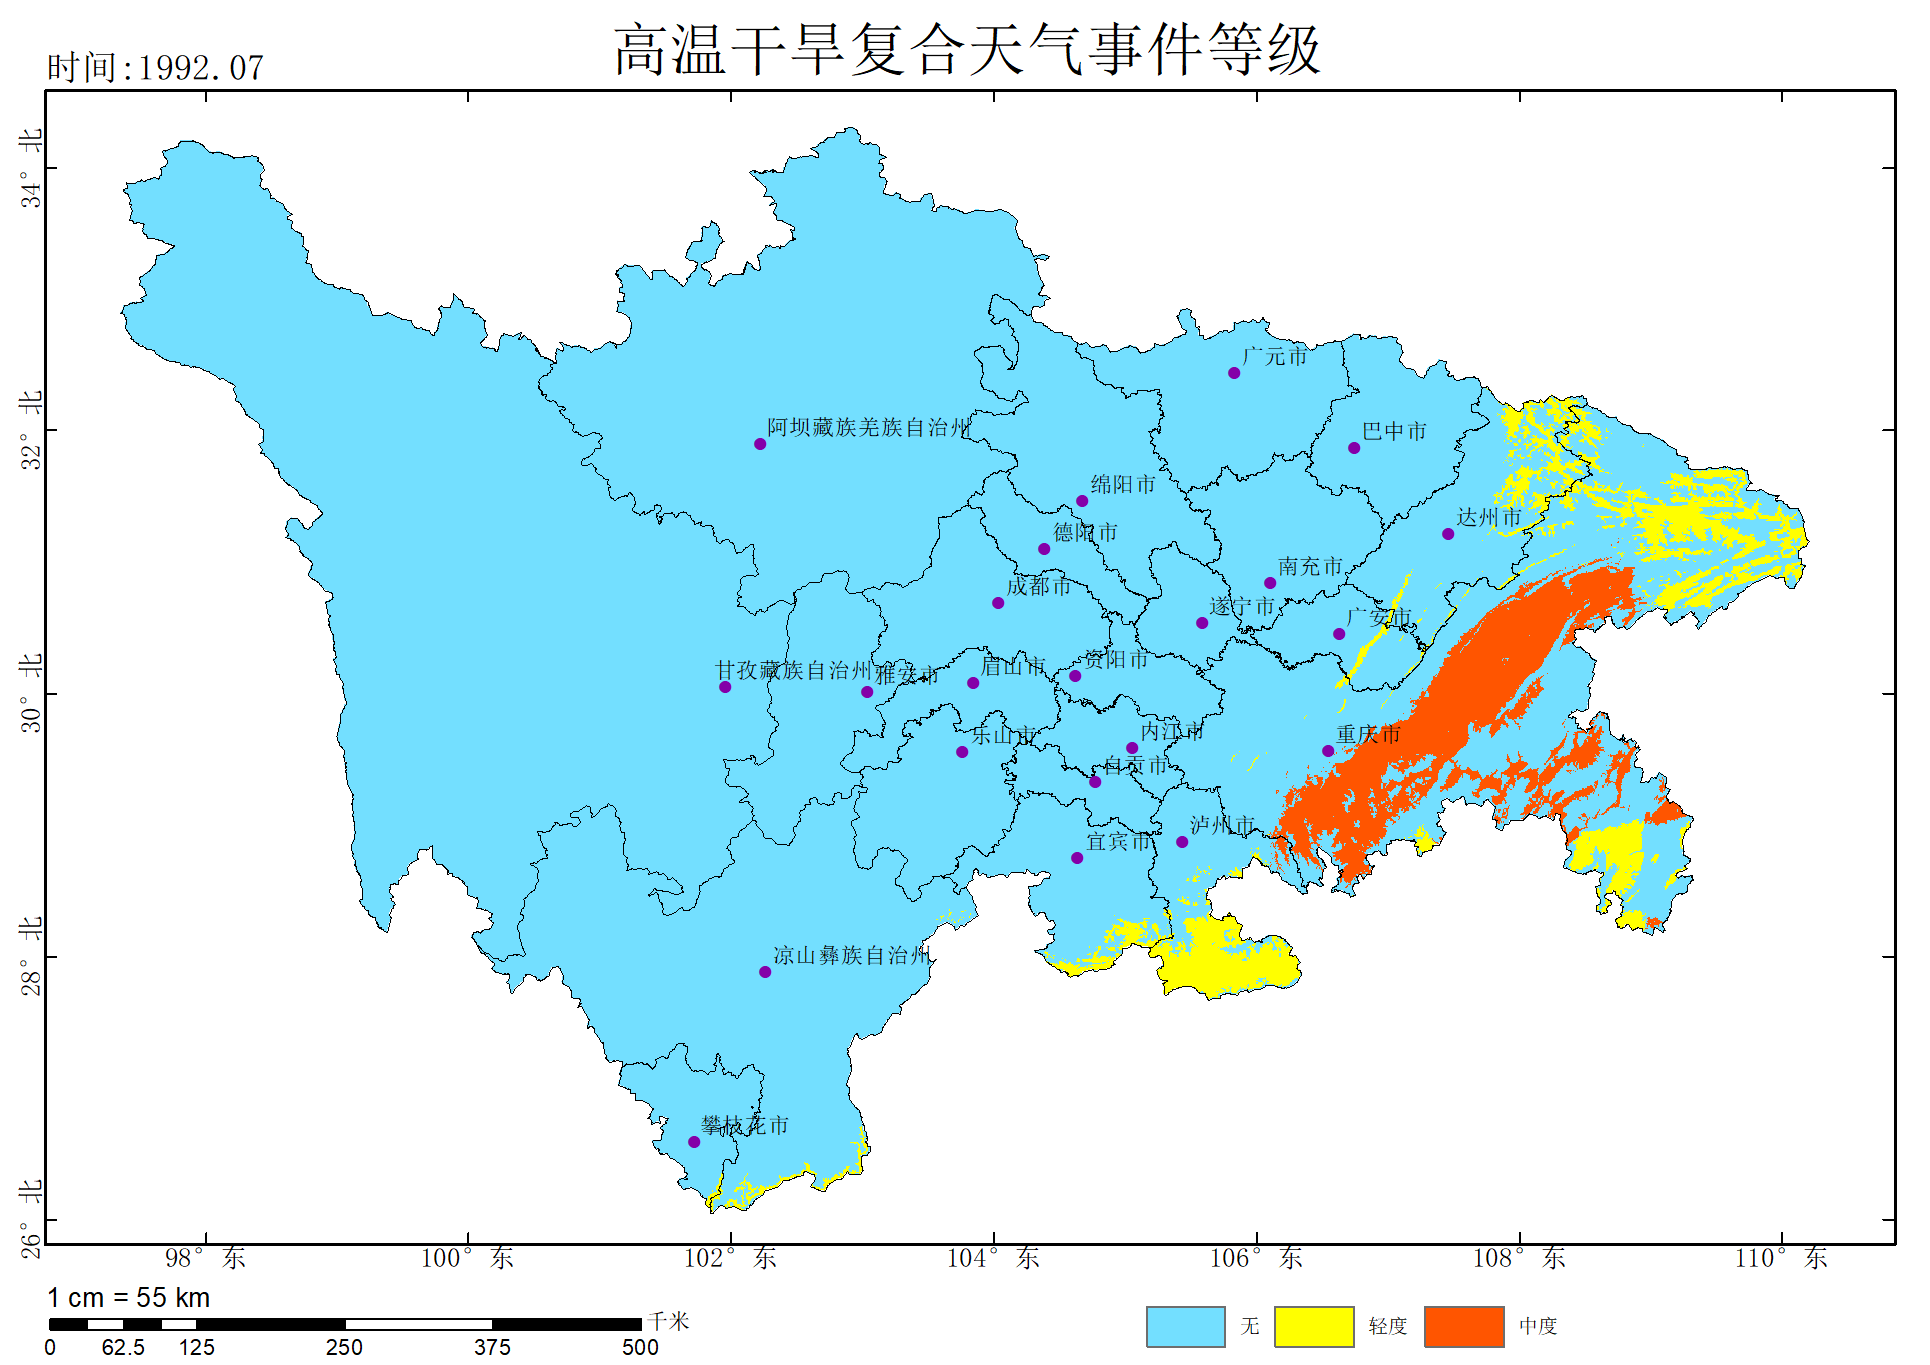 高温干旱复合天气事件等级
时间:1992.07
34° 北
32° 北
30° 北
28° 北
26° 北
广元市
阿坝藏族羌族自治州
巴中市
绵阳市
达州市
德阳市
南充市
成都市
遂宁市
广安市
甘孜藏族自治州
雅安市
眉山市
资阳市
乐山市
内江市
重庆市
自贡市
泸州市
宜宾市
凉山彝族自治州
攀枝花市
98° 东
100° 东
102° 东
104° 东
106° 东
108° 东
110° 东
1 cm = 55 km
千米
0 62.5 125 250 375 500
无 轻度 中度